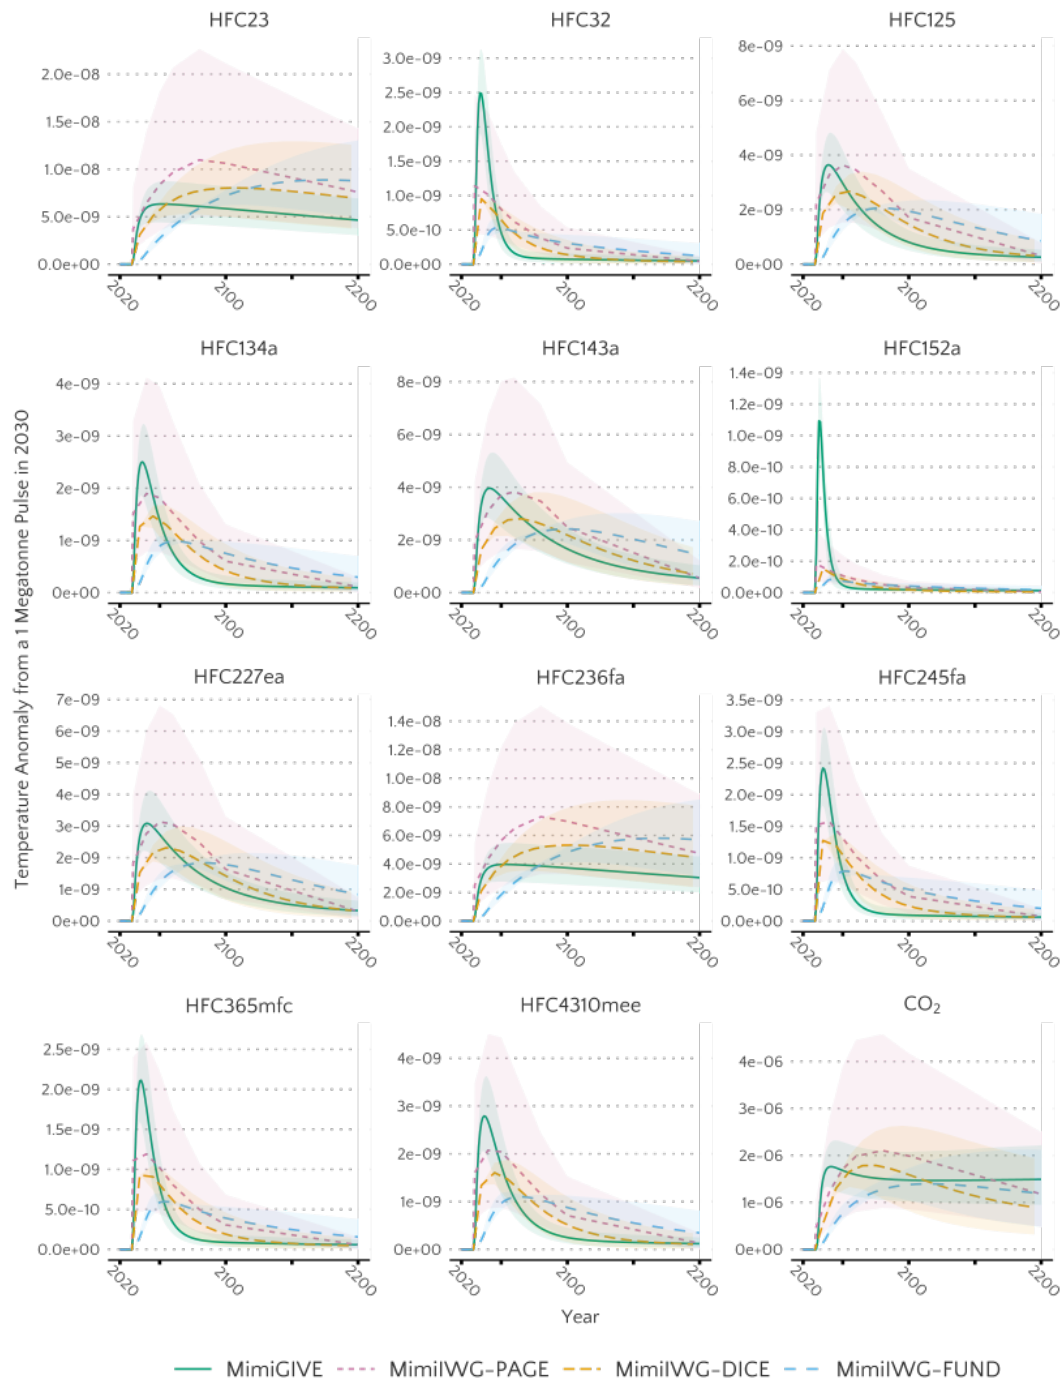 HFC23 HFC32 HFC125
2.0e−08 3.0e−09 8e−09
2.5e−09
1.5e−08 2.0e−09 6e−09
1.0e−08 1.5e−09 4e−09
1.0e−09
5.0e−09 5.0e−10 2e−09
0.0e+00 0.0e+00 0e+00
2020 2100 2200 2020 2100 2200 2020 2100 2200
HFC134a HFC143a HFC152a
4e−09 8e−09 1.4e−09
1.2e−09
3e−09 6e−09 1.0e−09
8.0e−10
2e−09 4e−09 6.0e−10
1e−09 2e−09 4.0e−10
2.0e−10
0e+00 0e+00 0.0e+00
2020 2100 2200 2020 2100 2200 2020 2100 2200
Temperature Anomaly from a 1 Megatonne Pulse in 2030
HFC227ea HFC236fa HFC245fa
7e−09 1.4e−08 3.5e−09
6e−09 1.2e−08 3.0e−09
5e−09 1.0e−08 2.5e−09
4e−09 8.0e−09 2.0e−09
3e−09 6.0e−09 1.5e−09
2e−09 4.0e−09 1.0e−09
1e−09 2.0e−09 5.0e−10
0e+00 0.0e+00 0.0e+00
2020 2100 2200 2020 2100 2200 2020 2100 2200
HFC365mfc HFC4310mee CO₂
2.5e−09 4e−09 4e−06
2.0e−09 3e−09 3e−06
1.5e−09 2e−09 2e−06
1.0e−09 1e−09 1e−06
5.0e−10
0.0e+00 0e+00 0e+00
2020 2100 2200 2020 2100 2200 2020 2100 2200
Year
MimiGIVE MimiIWG−PAGE MimiIWG−DICE MimiIWG−FUND